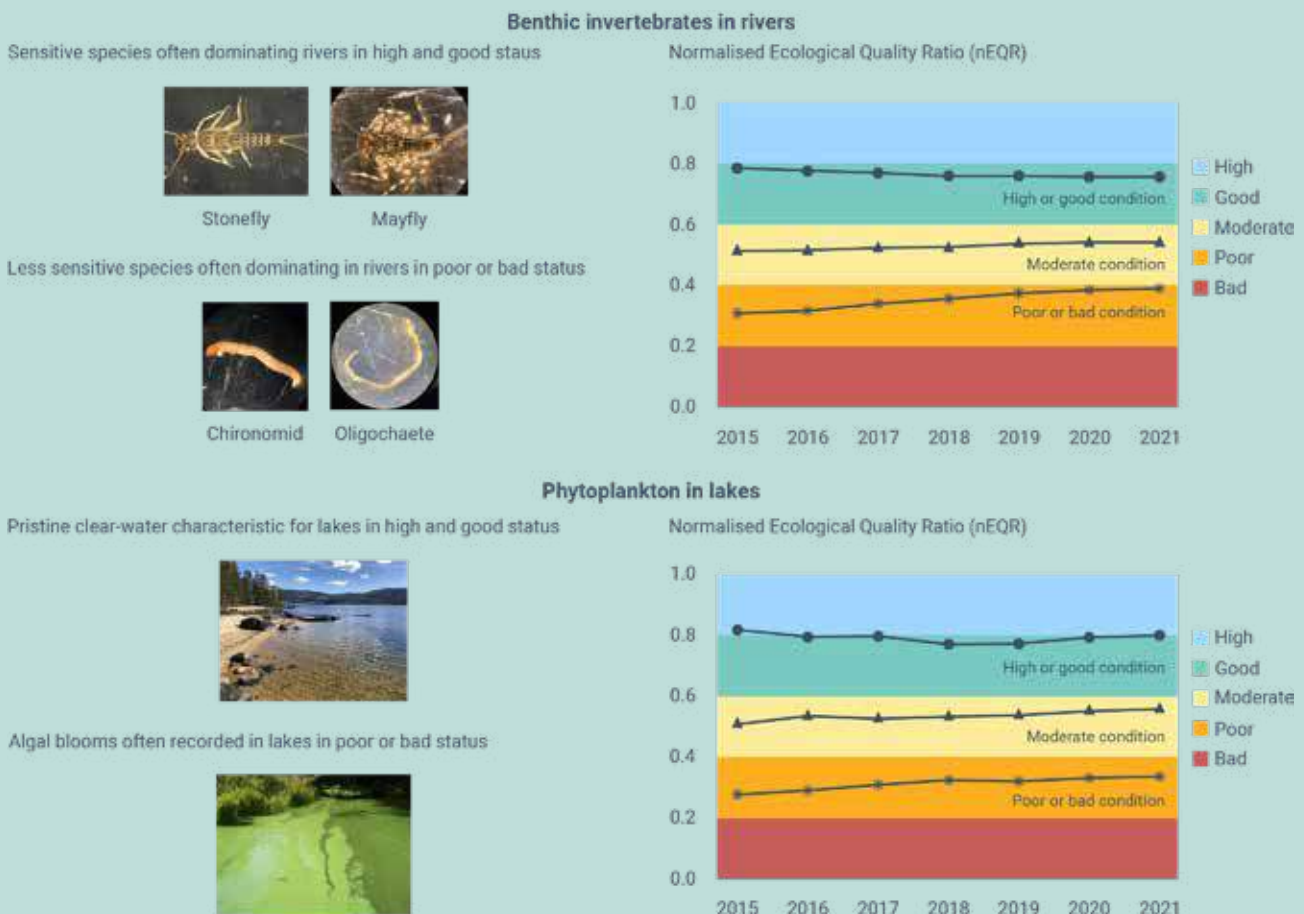 Benthic invertebrates in rivers
Sensitive species often dominating rivers in high and good staus
Stonefly
Mayfly
Less sensitive species often dominating in rivers in poor or bad status
Chironomid
Oligochaete
Normalised Ecological Quality Ratio (nEQR)
1.0
0.8
0.6
0.4
0.2
0.0
High or good condition
Moderate condition
Poor or bad condition
2015 2016 2017 2018 2019 2020 2021
High
Good
Moderate
Poor
Bad
Phytoplankton in lakes
Pristine clear-water characteristic for lakes in high and good status
Algal blooms often recorded in lakes in poor or bad status
Normalised Ecological Quality Ratio (nEQR)
1.0
0.8
0.6
0.4
0.2
0.0
High or good condition
Moderate condition
Poor or bad condition
2015 2016 2017 2018 2019 2020 2021
High
Good
Moderate
Poor
Bad